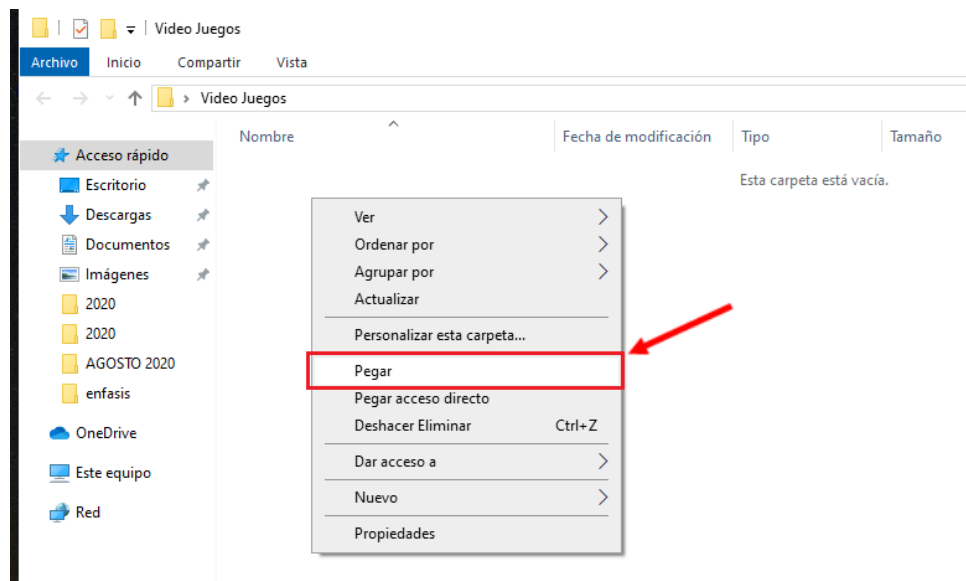 Video Juegos
Archivo Inicio Compartir Vista
Video Juegos
Nombre Fecha de modificación Tipo Tamaño
Acceso rápido
Escritorio
Descargas
Documentos
Imágenes
2020
2020
AGOSTO 2020
enfasis
OneDrive
Este equipo
Red
Esta carpeta está vacía.
Ver
Ordenar por
Agrupar por
Actualizar
Personalizar esta carpeta...
Pegar
Pegar acceso directo
Deshacer Eliminar Ctrl+Z
Dar acceso a
Nuevo
Propiedades